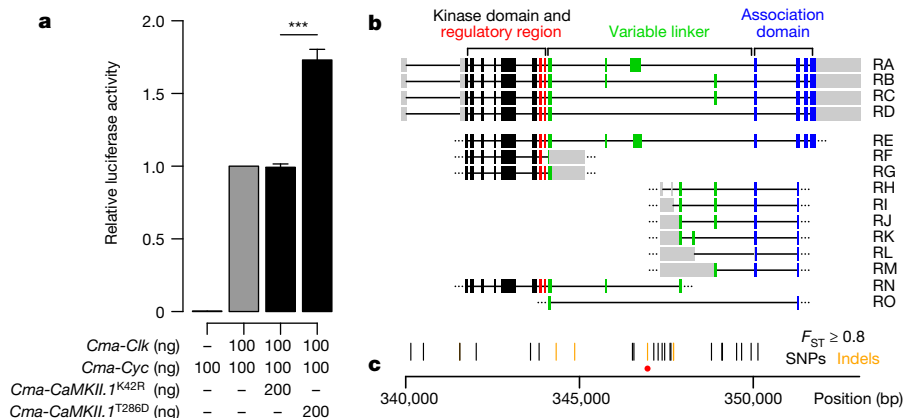 a
Relative luciferase activity
2.0
1.5
1.0
0.5
0
***
Cma-Clk (ng) – 100 100 100
Cma-Cyc (ng) 100 100 100 100
Cma-CaMKII.1K42R (ng) – – 200 –
Cma-CaMKII.1T286D (ng) – – – 200
b
Kinase domain and regulatory region
Variable linker
Association domain
RA
RB
RC
RD
RE
RF
RG
RH
RI
RJ
RK
RL
RM
RN
RO
c
FST ≥ 0.8
SNPs Indels
340,000 345,000 350,000 Position (bp)